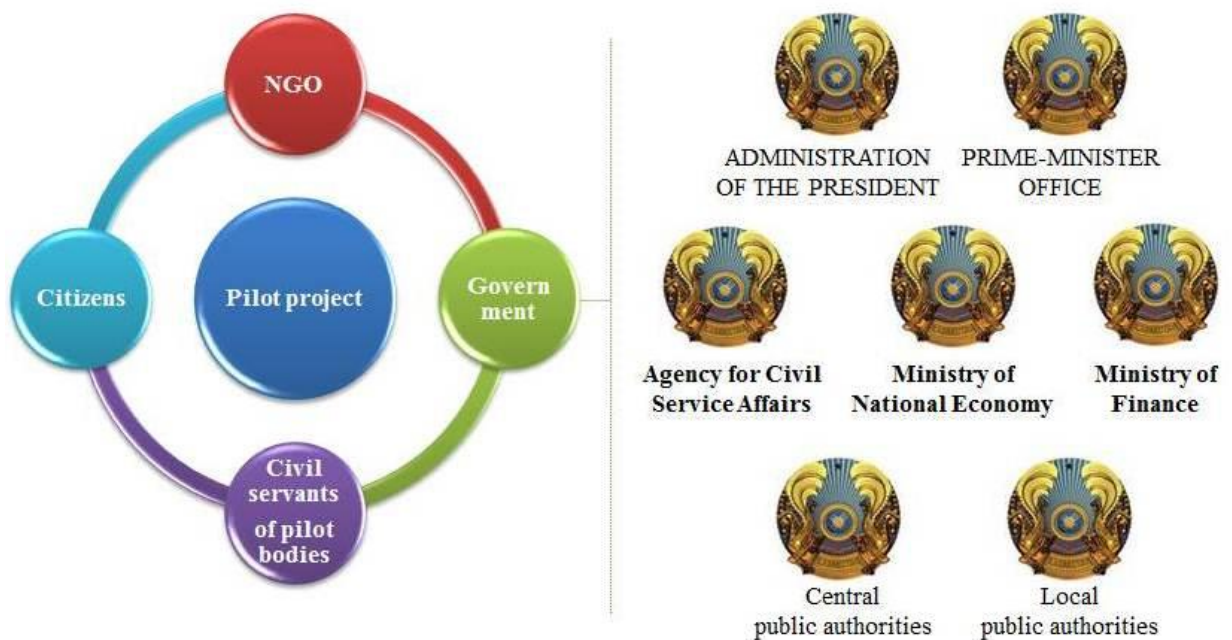 NGO
Citizens
Pilot project
Govern
ment
Civil
servants
of pilot
bodies
ADMINISTRATION
OF THE PRESIDENT
PRIME-MINISTER
OFFICE
Agency for Civil
Service Affairs
Ministry of
National Economy
Ministry of
Finance
Central
public authorities
Local
public authorities